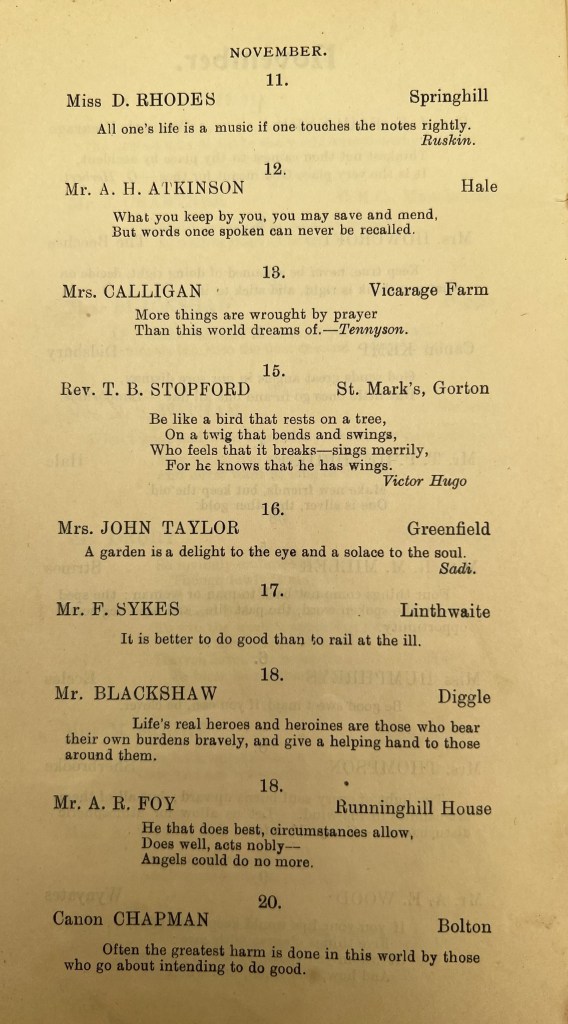 NOVEMBER.
11.
Miss D. RHODES Springhill
All one's life is a music if one touches the notes rightly.
Ruskin.
12.
Mr. A. H. ATKINSON Hale
What you keep by you, you may save and mend,
But words once spoken can never be recalled.
13.
Mrs. CALLIGAN Vicarage Farm
More things are wrought by prayer
Than this world dreams of.—Tennyson.
15.
Rev. T. B. STOPFORD St. Mark's, Gorton
Be like a bird that rests on a tree,
On a twig that bends and swings,
Who feels that it breaks—sings merrily,
For he knows that he has wings.
Victor Hugo
16.
Mrs. JOHN TAYLOR Greenfield
A garden is a delight to the eye and a solace to the soul.
Sadi.
17.
Mr. F. SYKES Linthwaite
It is better to do good than to rail at the ill.
18.
Mr. BLACKSHAW Diggle
Life's real heroes and heroines are those who bear
their own burdens bravely, and give a helping hand to those
around them.
18.
Mr. A. R. FOY Runninghill House
He that does best, circumstances allow,
Does well, acts nobly—
Angels could do no more.
20.
Canon CHAPMAN Bolton
Often the greatest harm is done in this world by those
who go about intending to do good.